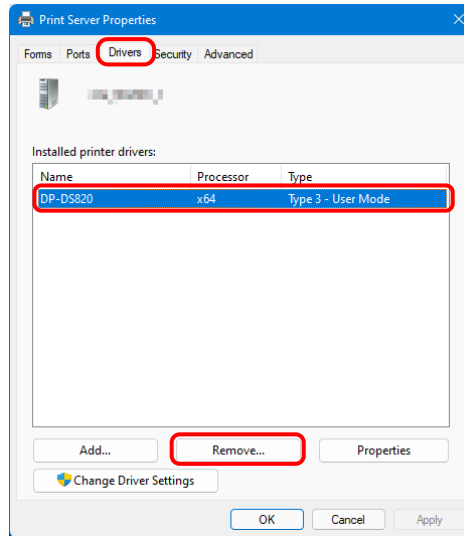 Print Server Properties
Forms Ports Drivers Security Advanced
Installed printer drivers:
Name Processor Type
DP-DS820 x64 Type 3 - User Mode
Add... Remove... Properties
Change Driver Settings
OK Cancel Apply